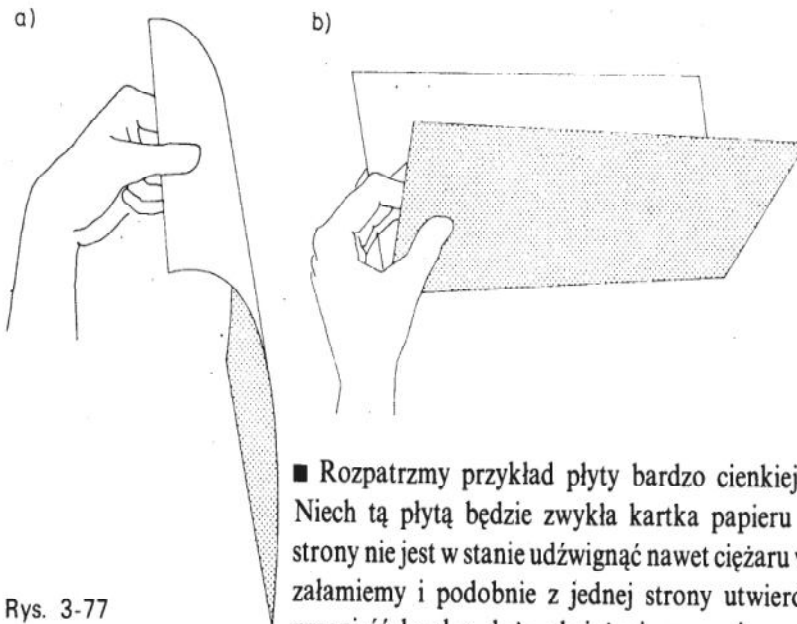 a)
b)
■ Rozpatrzmy przykład płyty bardzo cienkiej
Niech tą płytą będzie zwykła kartka papieru
strony nie jest w stanie udźwignąć nawet ciężaru
załamiemy i podobnie z jednej strony
Rys. 3-77